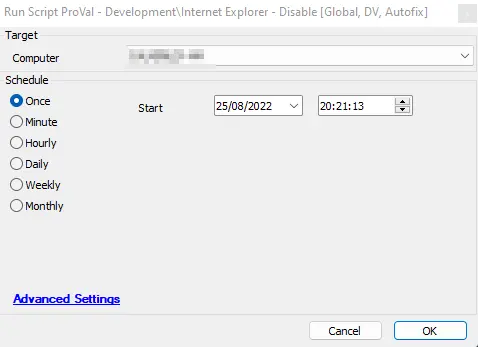 Run Script ProVal - Development\Internet Explorer - Disable [Global, DV, Autofix]
Target
Computer
Schedule
Once
Start
25/08/2022
20:21:13
Minute
Hourly
Daily
Weekly
Monthly
Advanced Settings
Cancel
OK